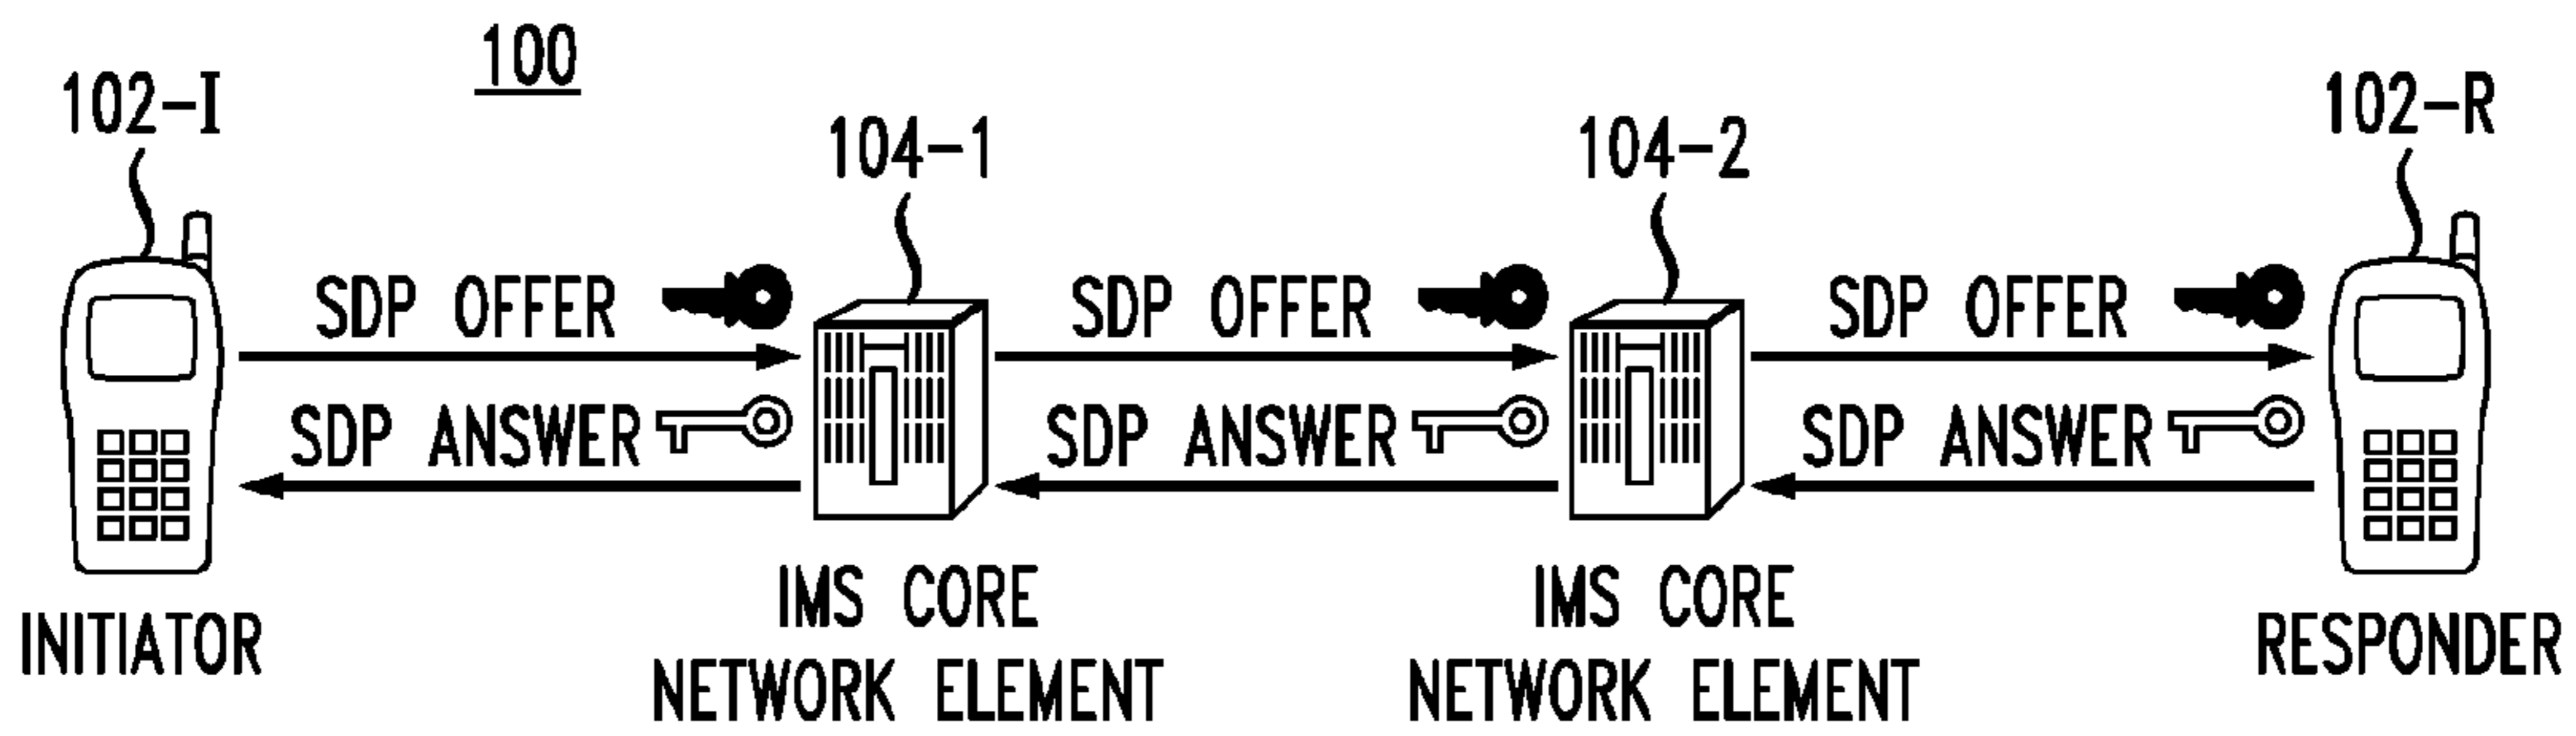 100
102-I
104-1
104-2
102-R
SDP OFFER
SDP OFFER
SDP OFFER
SDP ANSWER
SDP ANSWER
SDP ANSWER
INITIATOR
IMS CORE
NETWORK ELEMENT
IMS CORE
NETWORK ELEMENT
RESPONDER